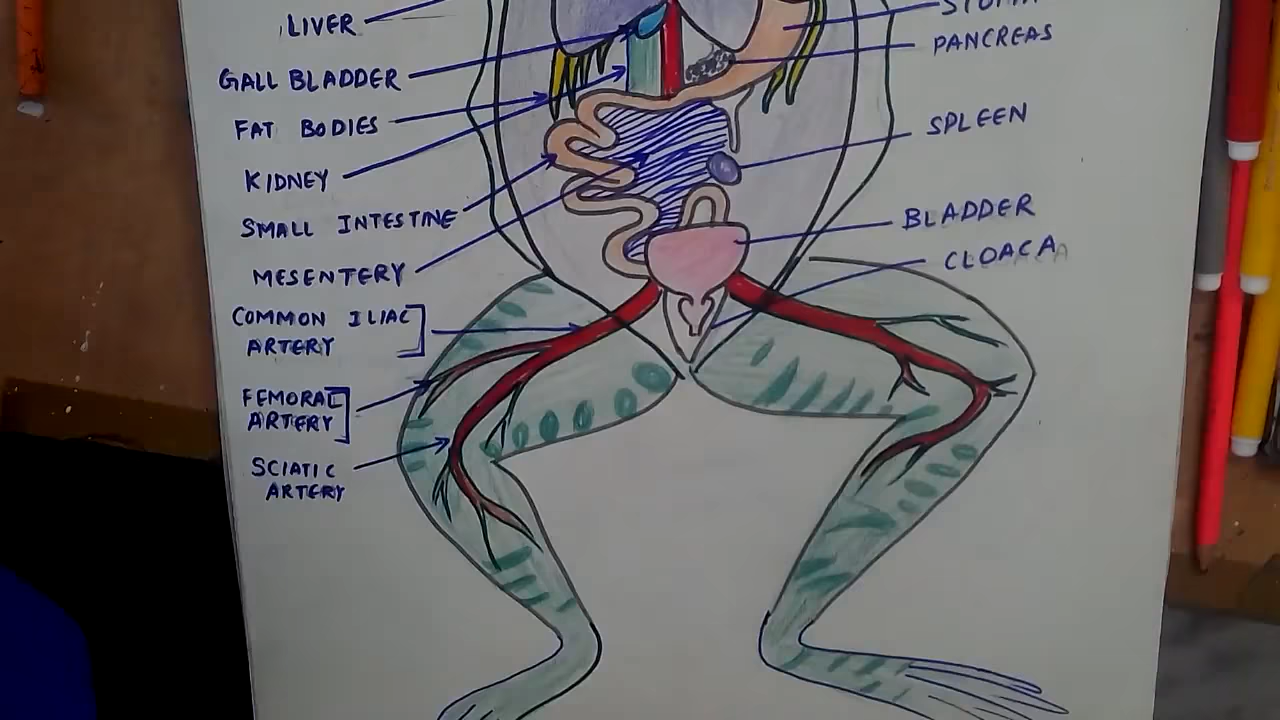 LIVER
GALL BLADDER
FAT BODIES
KIDNEY
SMALL INTESTINE
MESENTERY
COMMON ILIAC
ARTERY
FEMORAL
ARTERY
SCIATIC
ARTERY
PANCREAS
SPLEEN
BLADDER
CLOACA